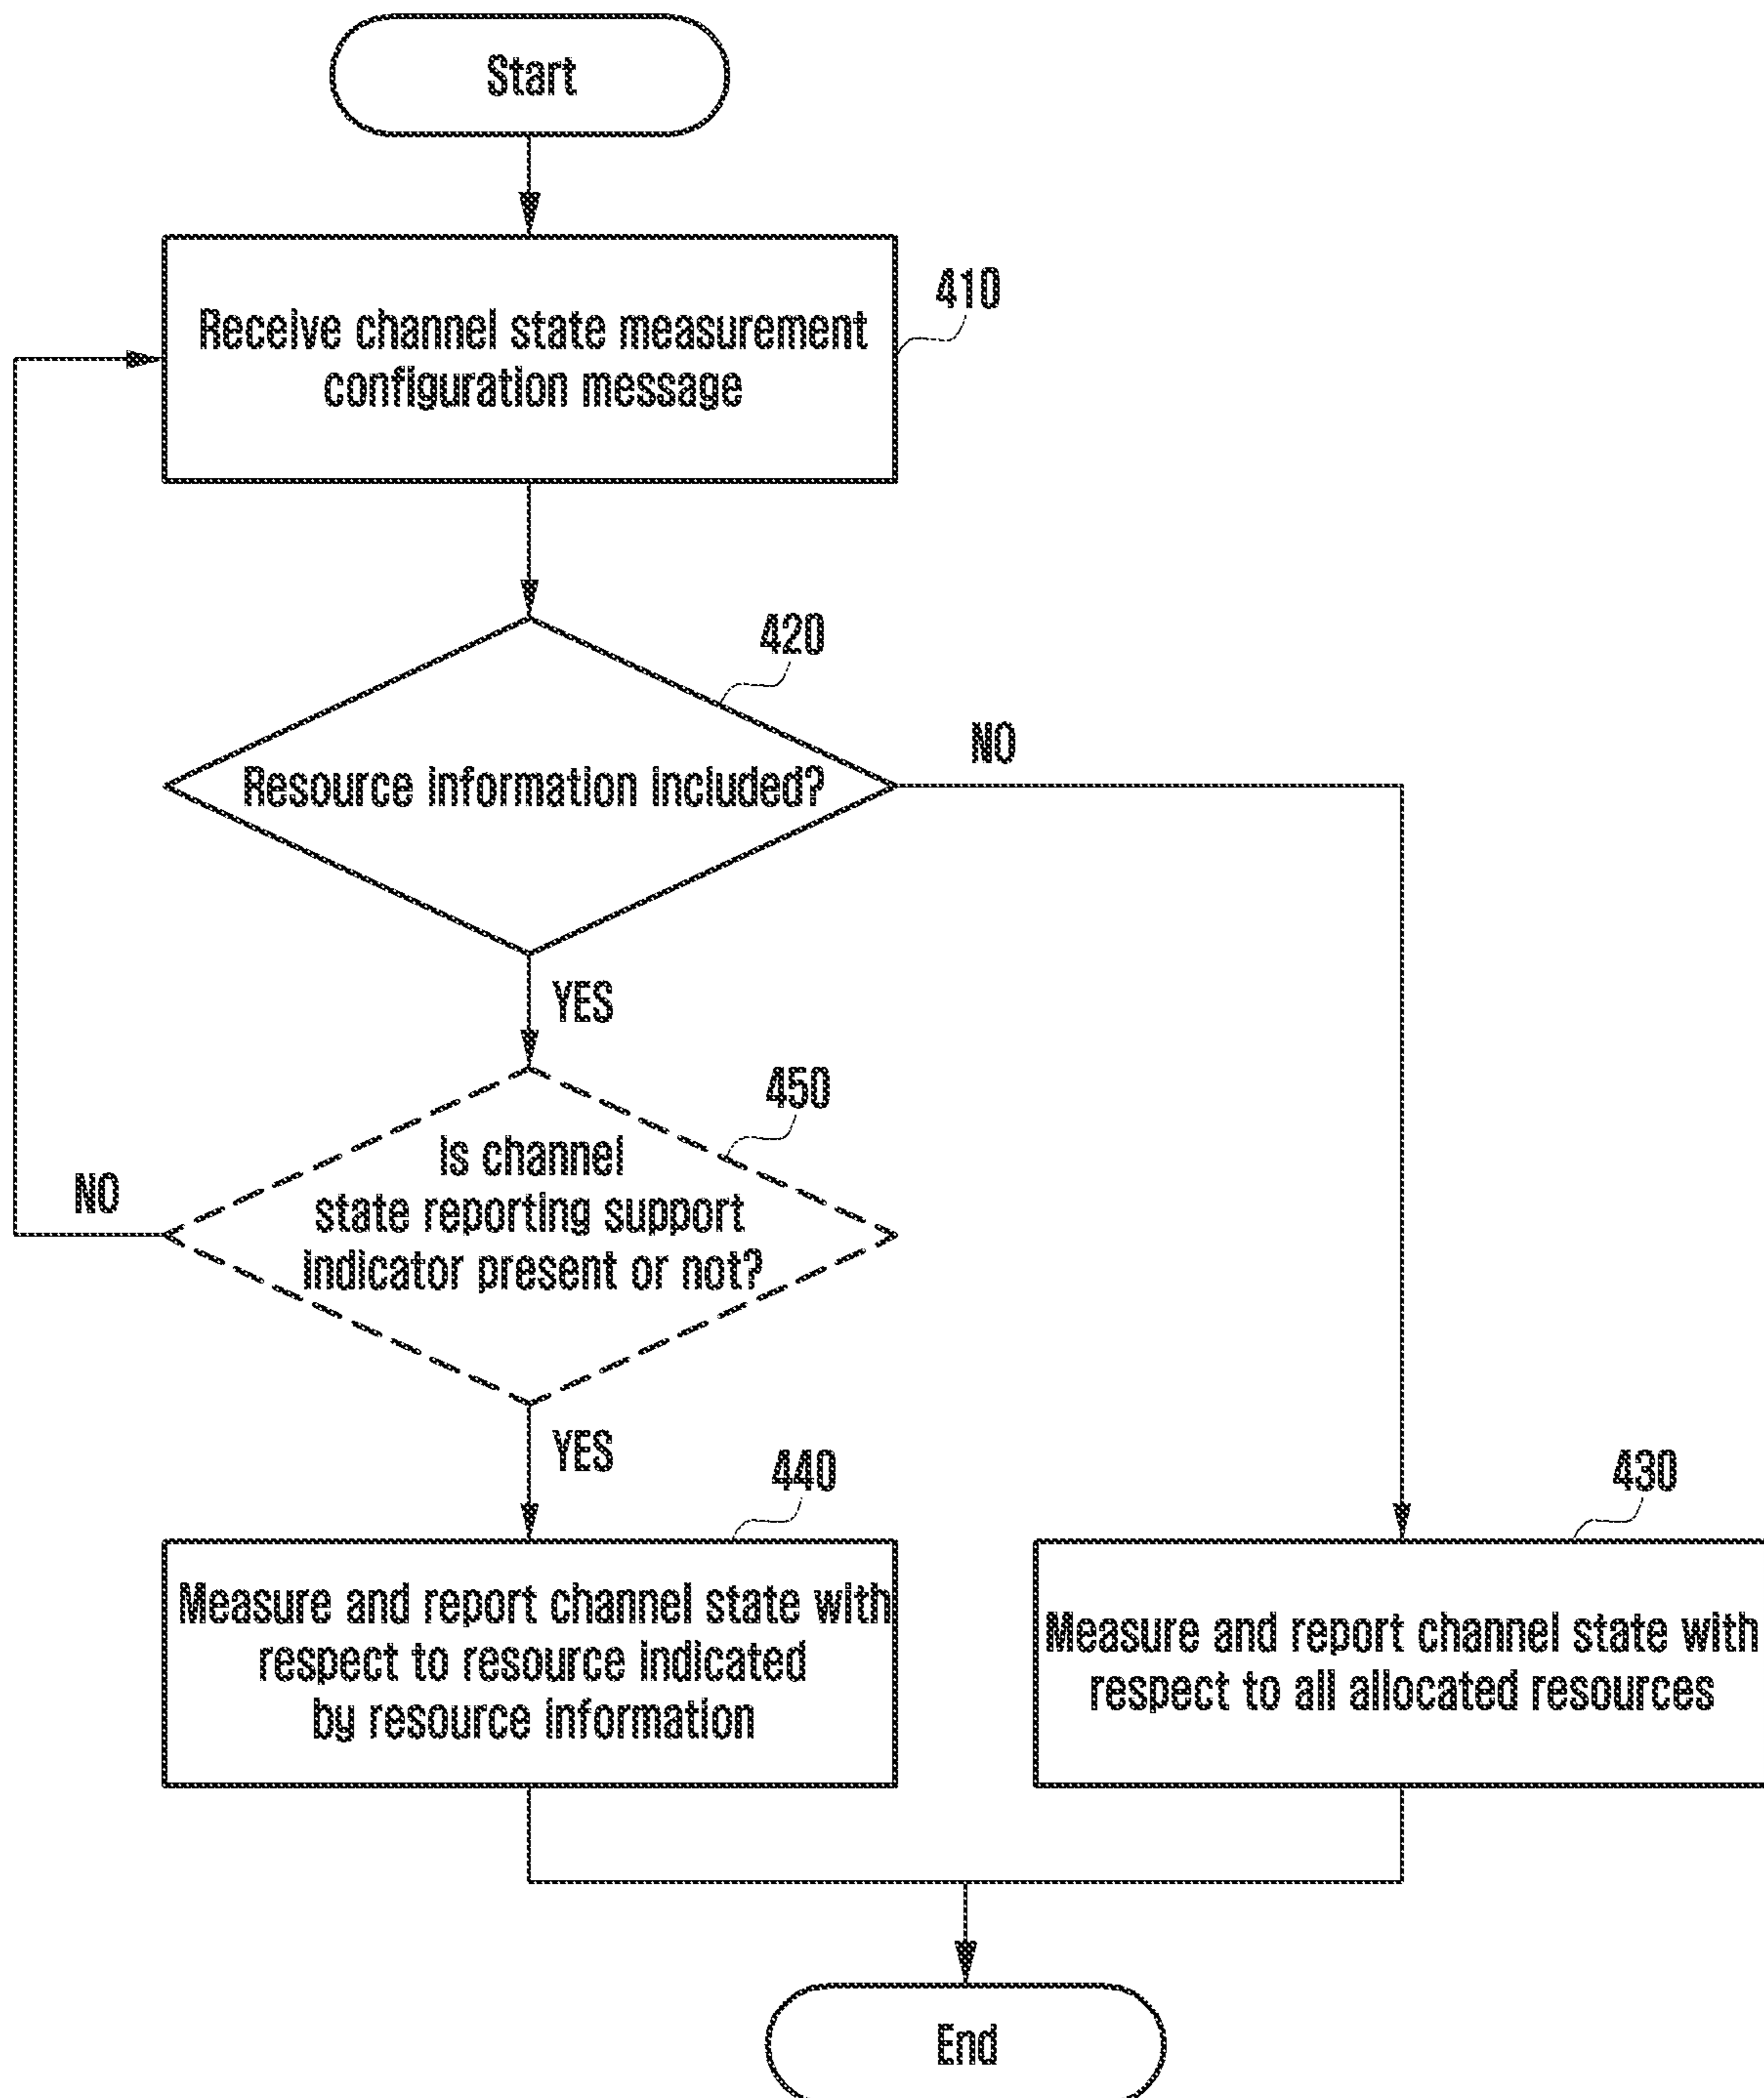 Start
410
Receive channel state measurement
configuration message
420
Resource information included?
NO
YES
450
Is channel
state reporting support
indicator present or not?
NO
YES
440
430
Measure and report channel state with
respect to resource indicated
by resource information
Measure and report channel state with
respect to all allocated resources
End